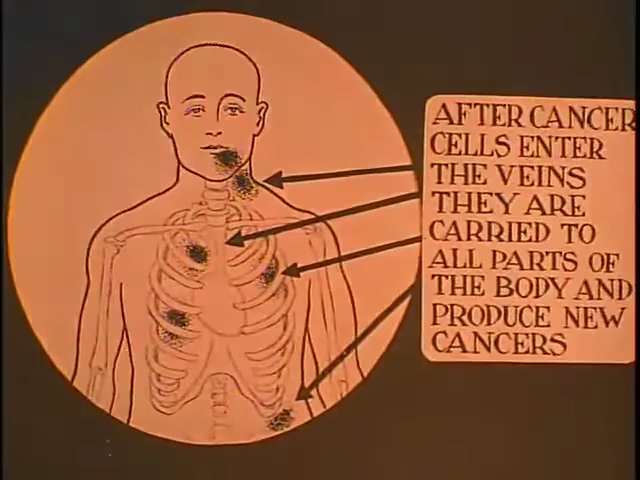 AFTER CANCER
CELLS ENTER
THE VEINS
THEY ARE
CARRIED TO
ALL PARTS OF
THE BODY AND
PRODUCE NEW
CANCERS